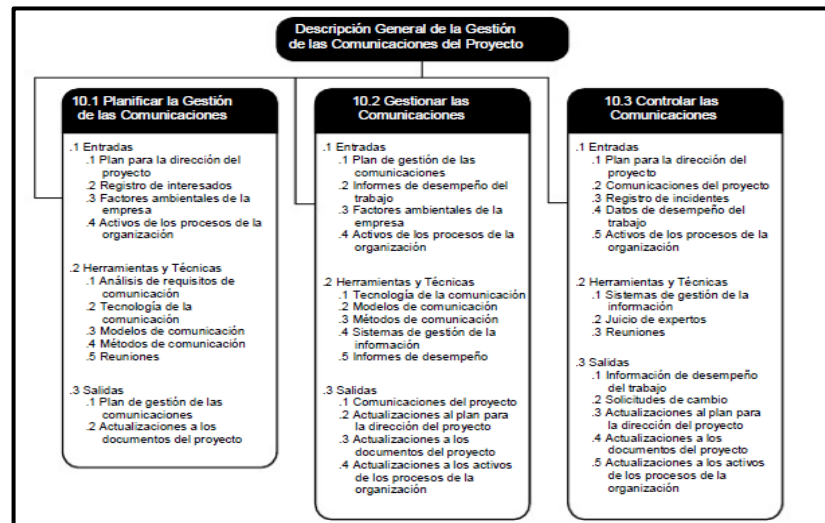 Descripción General de la Gestión
de las Comunicaciones del Proyecto
10.1 Planificar la Gestión
de las Comunicaciones
.1 Entradas
.1 Plan para la dirección del
proyecto
.2 Registro de interesados
.3 Factores ambientales de la
empresa
.4 Activos de los procesos de la
organización
.2 Herramientas y Técnicas
.1 Análisis de requisitos de
comunicación
.2 Tecnología de la
comunicación
.3 Modelos de comunicación
.4 Métodos de comunicación
.5 Reuniones
.3 Salidas
.1 Plan de gestión de las
comunicaciones
.2 Actualizaciones a los
documentos del proyecto
10.2 Gestionar las
Comunicaciones
.1 Entradas
.1 Plan de gestión de las
comunicaciones
.2 Informes de desempeño del
trabajo
.3 Factores ambientales de la
empresa
.4 Activos de los procesos de la
organización
.2 Herramientas y Técnicas
.1 Tecnología de la comunicación
.2 Modelos de comunicación
.3 Métodos de comunicación
.4 Sistemas de gestión de la
información
.5 Informes de desempeño
.3 Salidas
.1 Comunicaciones del proyecto
.2 Actualizaciones al plan para
la dirección del proyecto
.3 Actualizaciones a los
documentos del proyecto
.4 Actualizaciones a los activos
de los procesos de la
organización
10.3 Controlar las
Comunicaciones
.1 Entradas
.1 Plan para la dirección del
proyecto
.2 Comunicaciones del proyecto
.3 Registro de incidentes
.4 Datos de desempeño del
trabajo
.5 Activos de los procesos de la
organización
.2 Herramientas y Técnicas
.1 Sistemas de gestión de la
información
.2 Juicio de expertos
.3 Reuniones
.3 Salidas
.1 Información de desempeño
del trabajo
.2 Solicitudes de cambio
.3 Actualizaciones al plan para
la dirección del proyecto
.4 Actualizaciones a los
documentos del proyecto
.5 Actualizaciones a los activos
de los procesos de la
organización